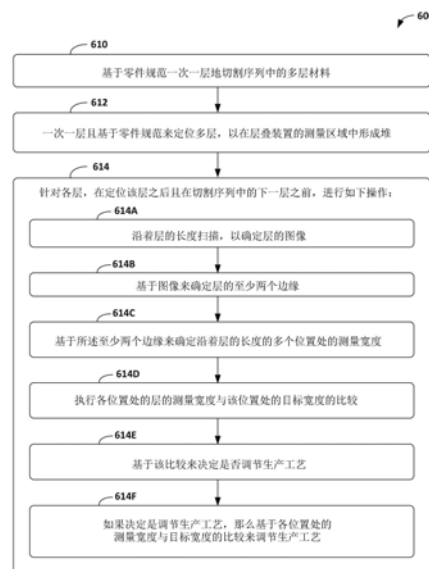 60
610
基于零件规范一次一层地切割序列中的多层材料
612
一次一层且基于零件规范来定位多层，以在层叠装置的测量区域中形成堆
614
针对各层，在定位该层之后且在切割序列中的下一层之前，进行如下操作：
614A
沿着层的长度扫描，以确定层的图像
614B
基于图像来确定层的至少两个边缘
614C
基于所述至少两个边缘来确定沿着层的长度的多个位置处的测量宽度
614D
执行各位置处的层的测量宽度与该位置处的目标宽度的比较
614E
基于该比较来决定是否调节生产工艺
614F
如果决定是调节生产工艺，那么基于各位置处的
测量宽度与目标宽度的比较来调节生产工艺